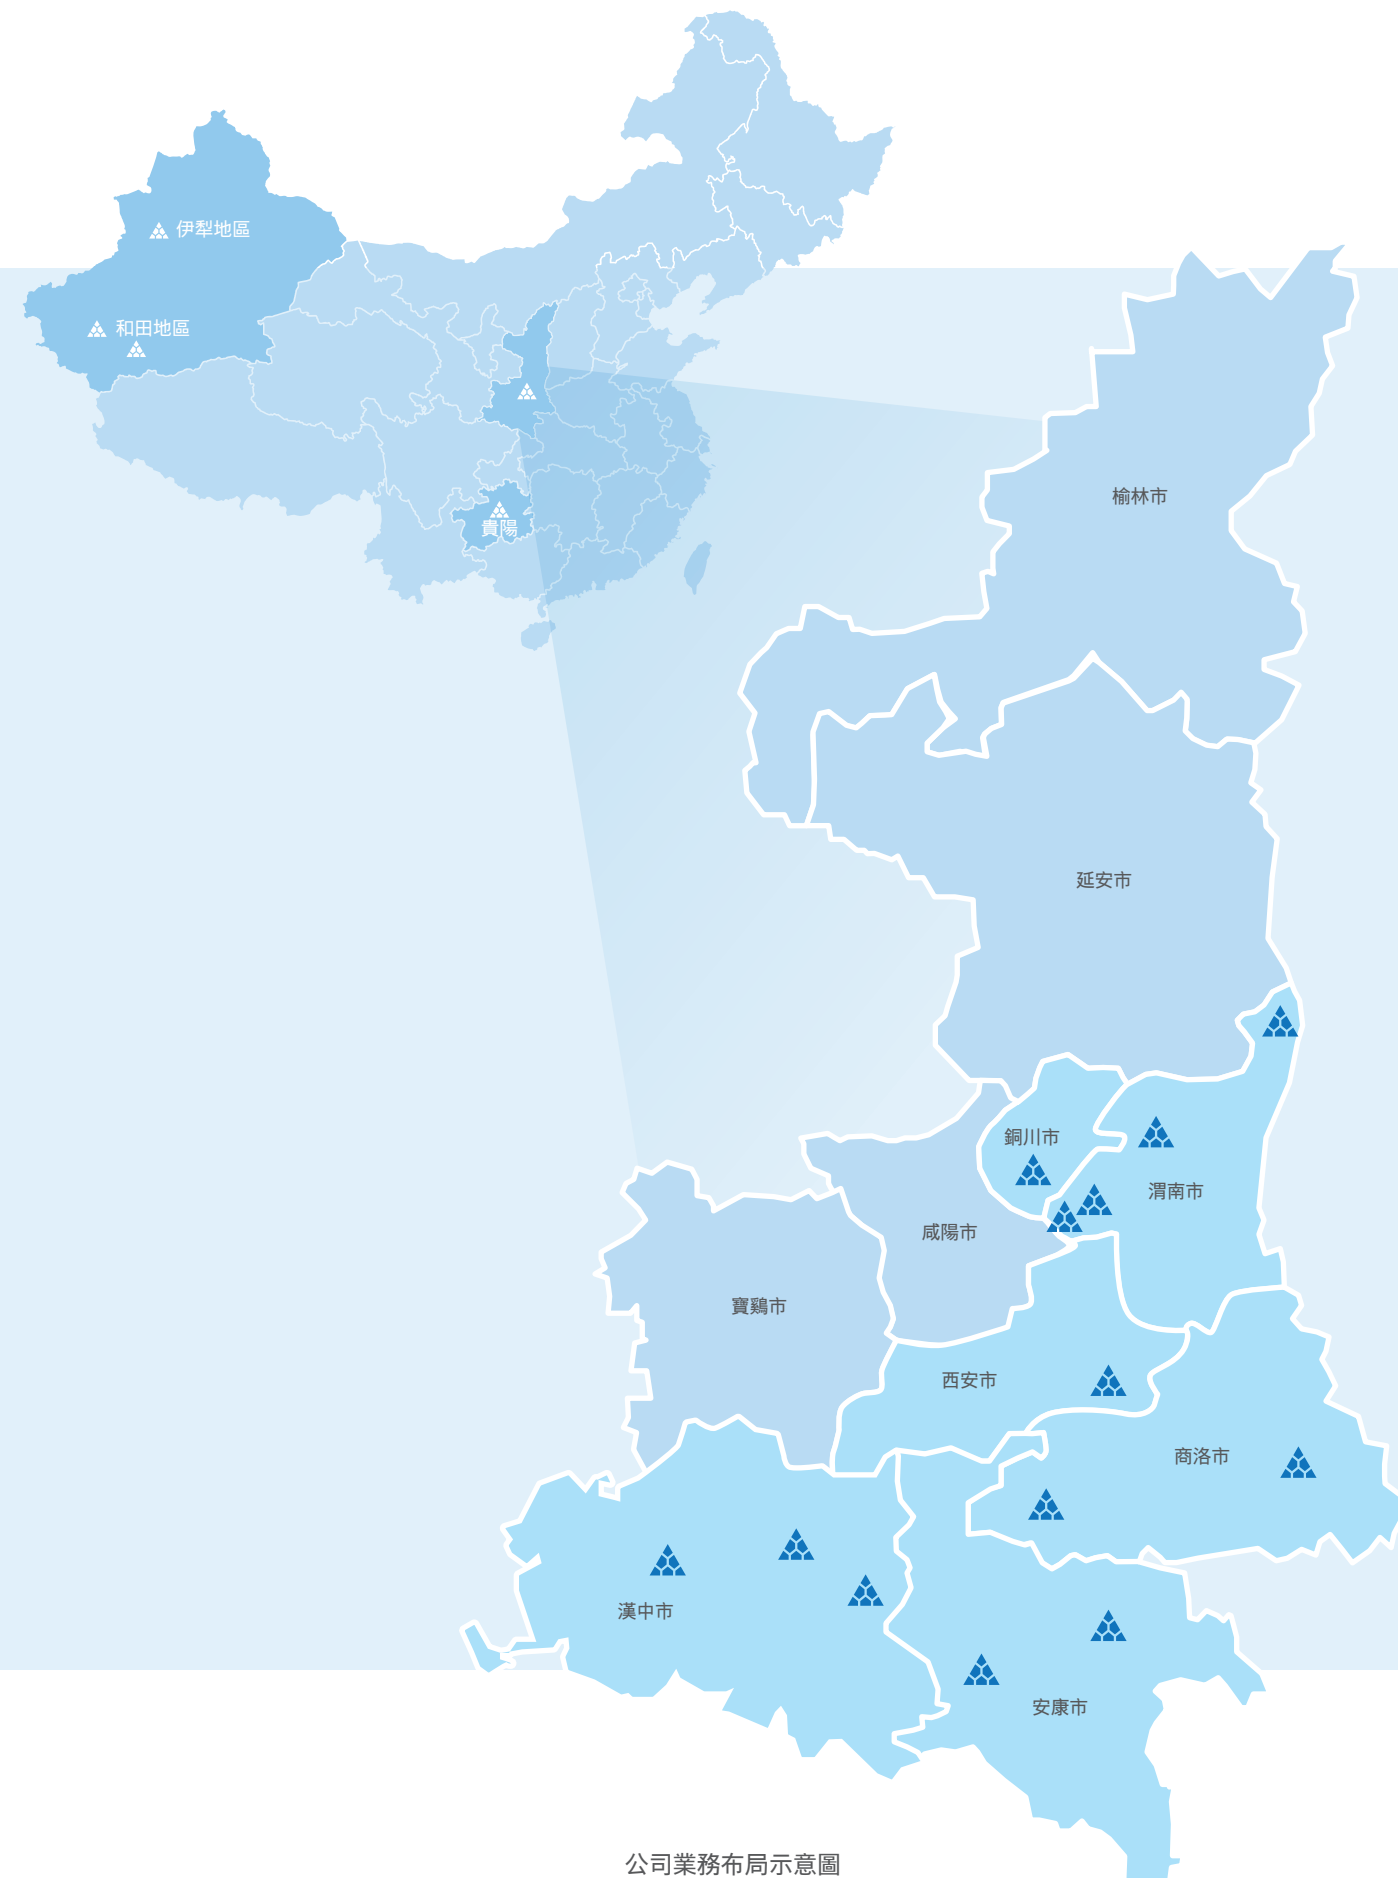 伊犁地區
和田地區
貴陽
榆林市
延安市
銅川市
渭南市
咸陽市
寶鷄市
西安市
商洛市
漢中市
安康市
公司業務布局示意圖